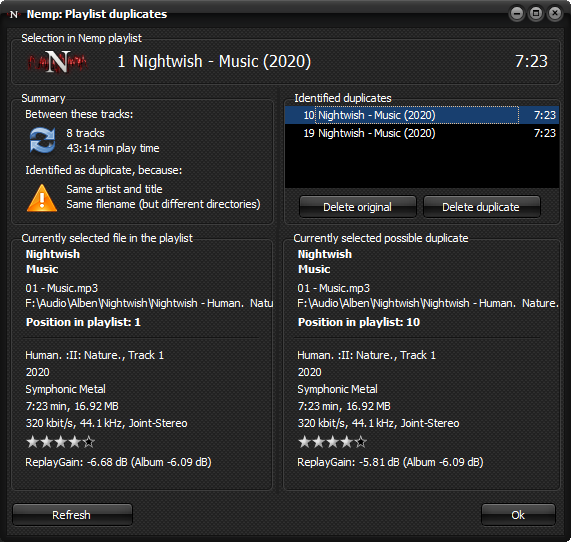 Nemp: Playlist duplicates
Selection in Nemp playlist
N
1 Nightwish - Music (2020) 7:23
Summary
Between these tracks:
8 tracks
43:14 min play time
Identified as duplicate, because:
Same artist and title
Same filename (but different directories)
Identified duplicates
10 Nightwish - Music (2020) 7:23
19 Nightwish - Music (2020) 7:23
Delete original
Delete duplicate
Currently selected file in the playlist
Nightwish
Music
01 - Music.mp3
F:\Audio\Alben\Nightwish\Nightwish - Human. Natu
Position in playlist: 1
Human. :II: Nature., Track 1
2020
Symphonic Metal
7:23 min, 16.92 MB
320 kbit/s, 44.1 kHz, Joint-Stereo
ReplayGain: -6.68 dB (Album -6.09 dB)
Currently selected possible duplicate
Nightwish
Music
01 - Music.mp3
F:\Audio\Alben\Nightwish\Nightwish - Human. Nature.
Position in playlist: 10
Human. :II: Nature., Track 1
2020
Symphonic Metal
7:23 min, 16.92 MB
320 kbit/s, 44.1 kHz, Joint-Stereo
ReplayGain: -5.81 dB (Album -6.09 dB)
Refresh
Ok